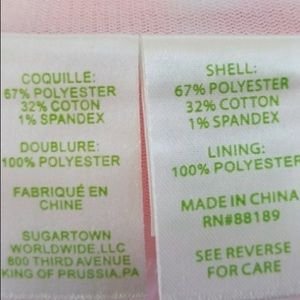 COQUILLE:
67% POLYESTER
32% COTTON
1% SPANDEX
DOUBLURE:
100% POLYESTER
FABRIQUÉ EN
CHINE
SUGARTOWN
WORLDWIDE,LLC
800 THIRD AVENUE
KING OF PRUSSIA,PA
SHELL:
67% POLYESTER
32% COTTON
1% SPANDEX
LINING:
100% POLYESTER
MADE IN CHINA
RN#88189
SEE REVERSE
FOR CARE